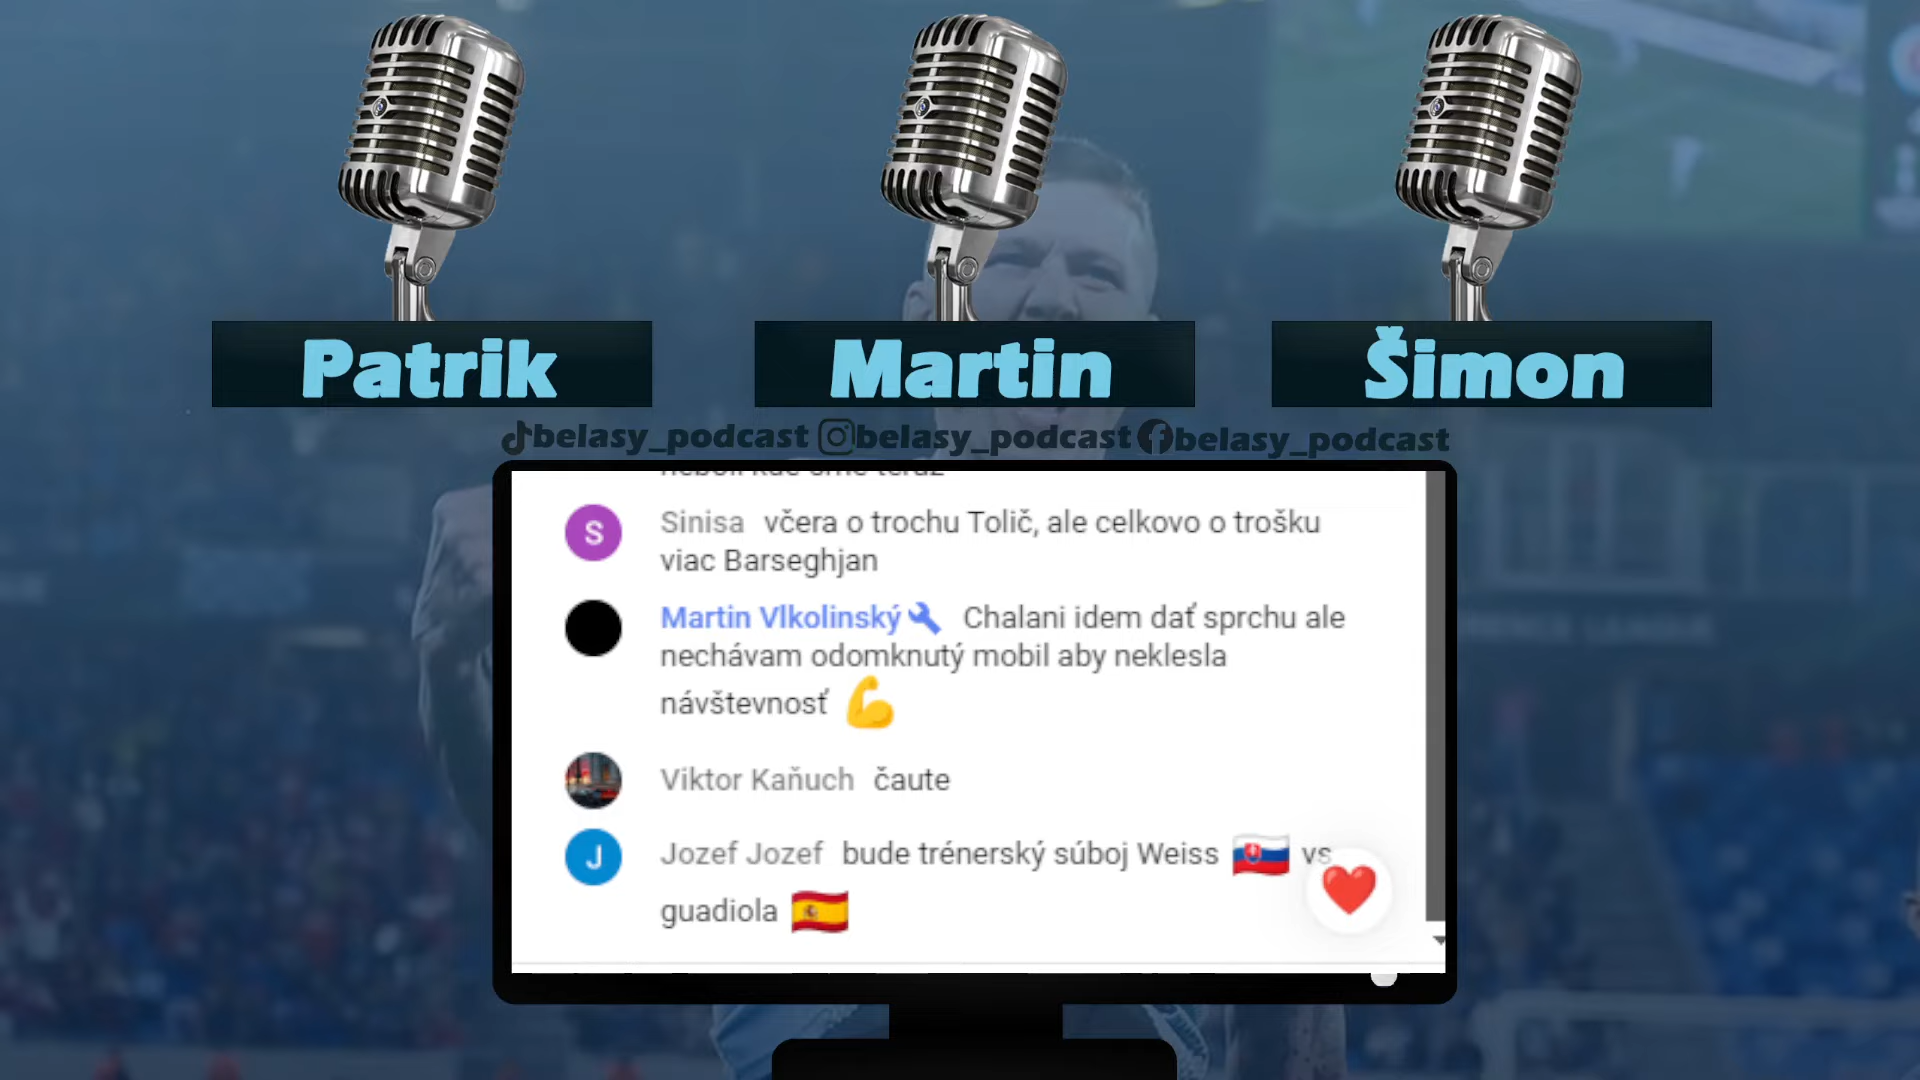 Patrik
Martin
Šimon
belasy_podcast belasy_podcast belasy_podcast
Sinisa včera o trochu Tolič, ale celkovo o trošku
viac Barseghjan
Martin Vlkolinský Chalani idem dať sprchu ale
nechávam odomknutý mobil aby neklesla
návštevnosť 💪
Viktor Kaňuch čaute
Jozef Jozef bude trénerský súboj Weiss 🇸🇰 vs
guadiola 🇪🇸
S
J